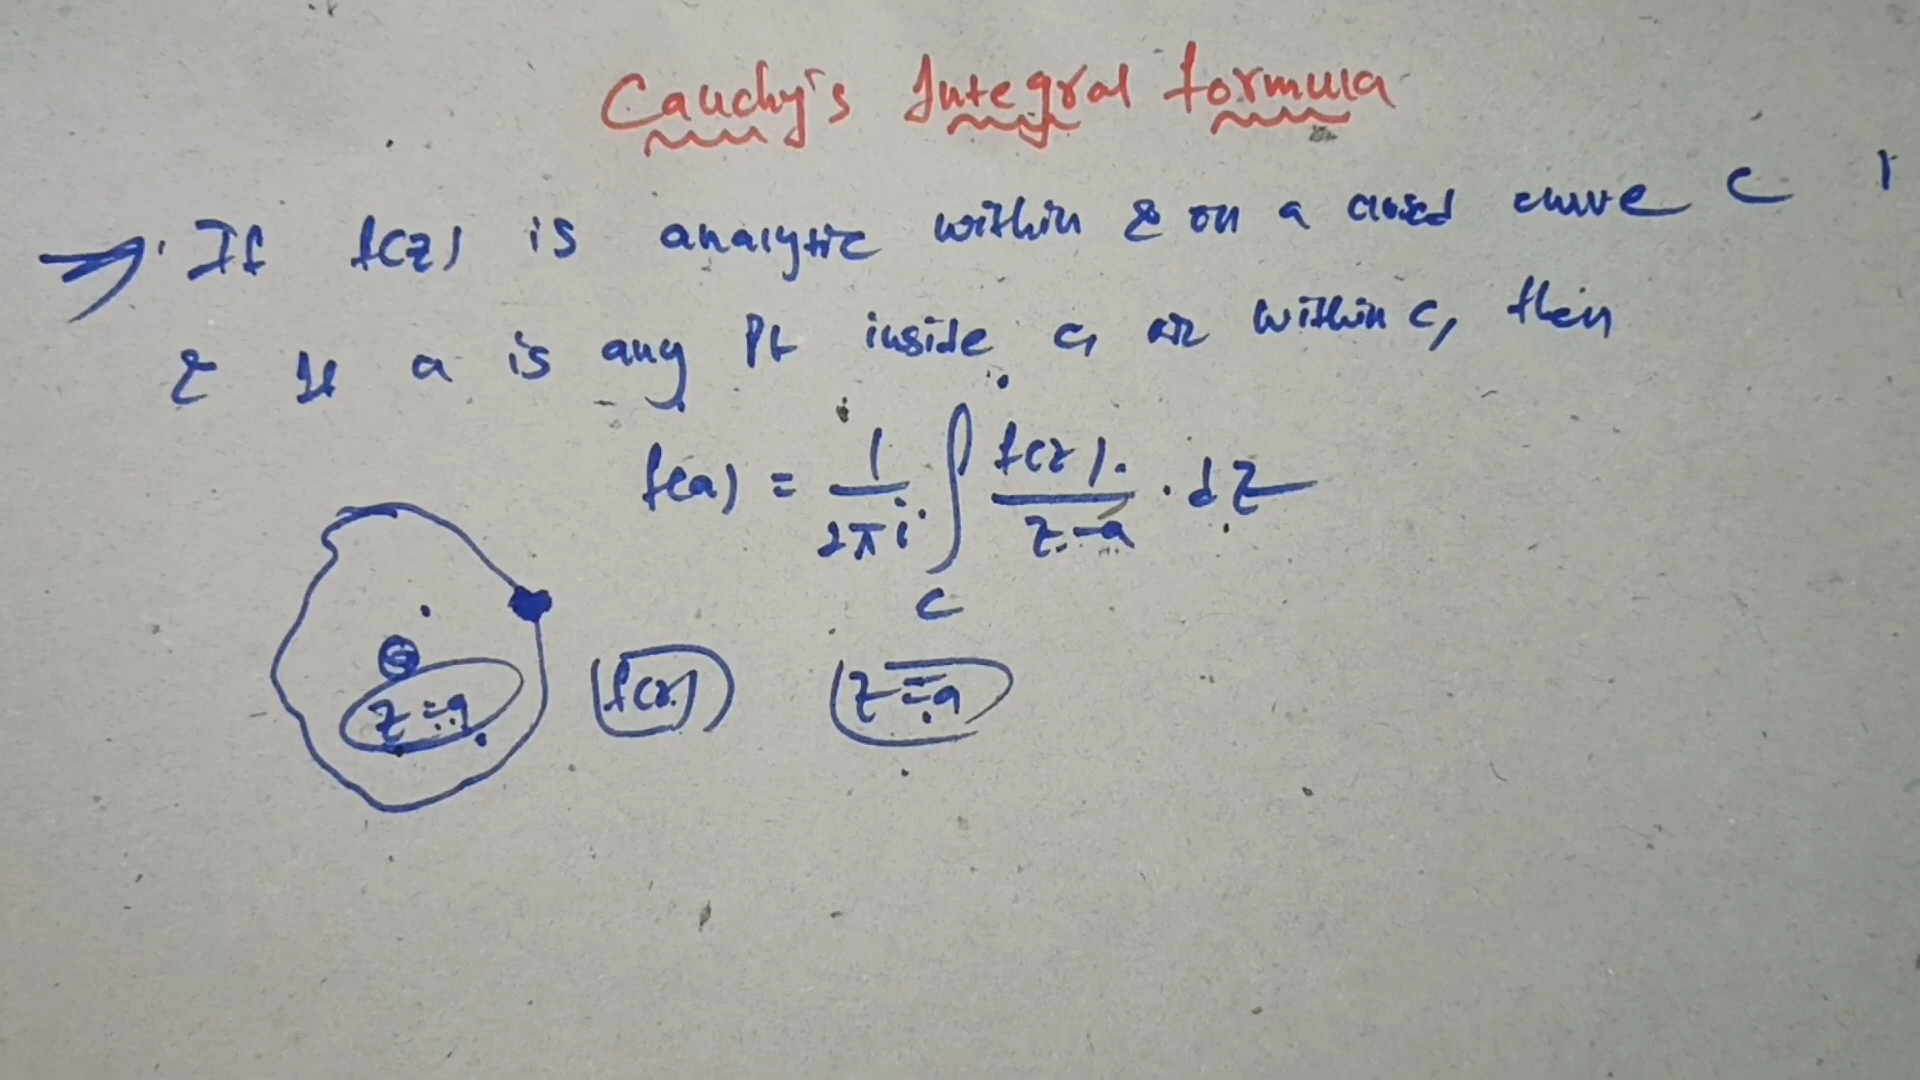 Cauchy's Integral formula
If f(z) is analytic within & on a closed curve C
& If a is any Pt inside C, or within C, then
f(a) = 1/2πi ∫ f(z)/z-a . dz
C
z=a f(z) z=a